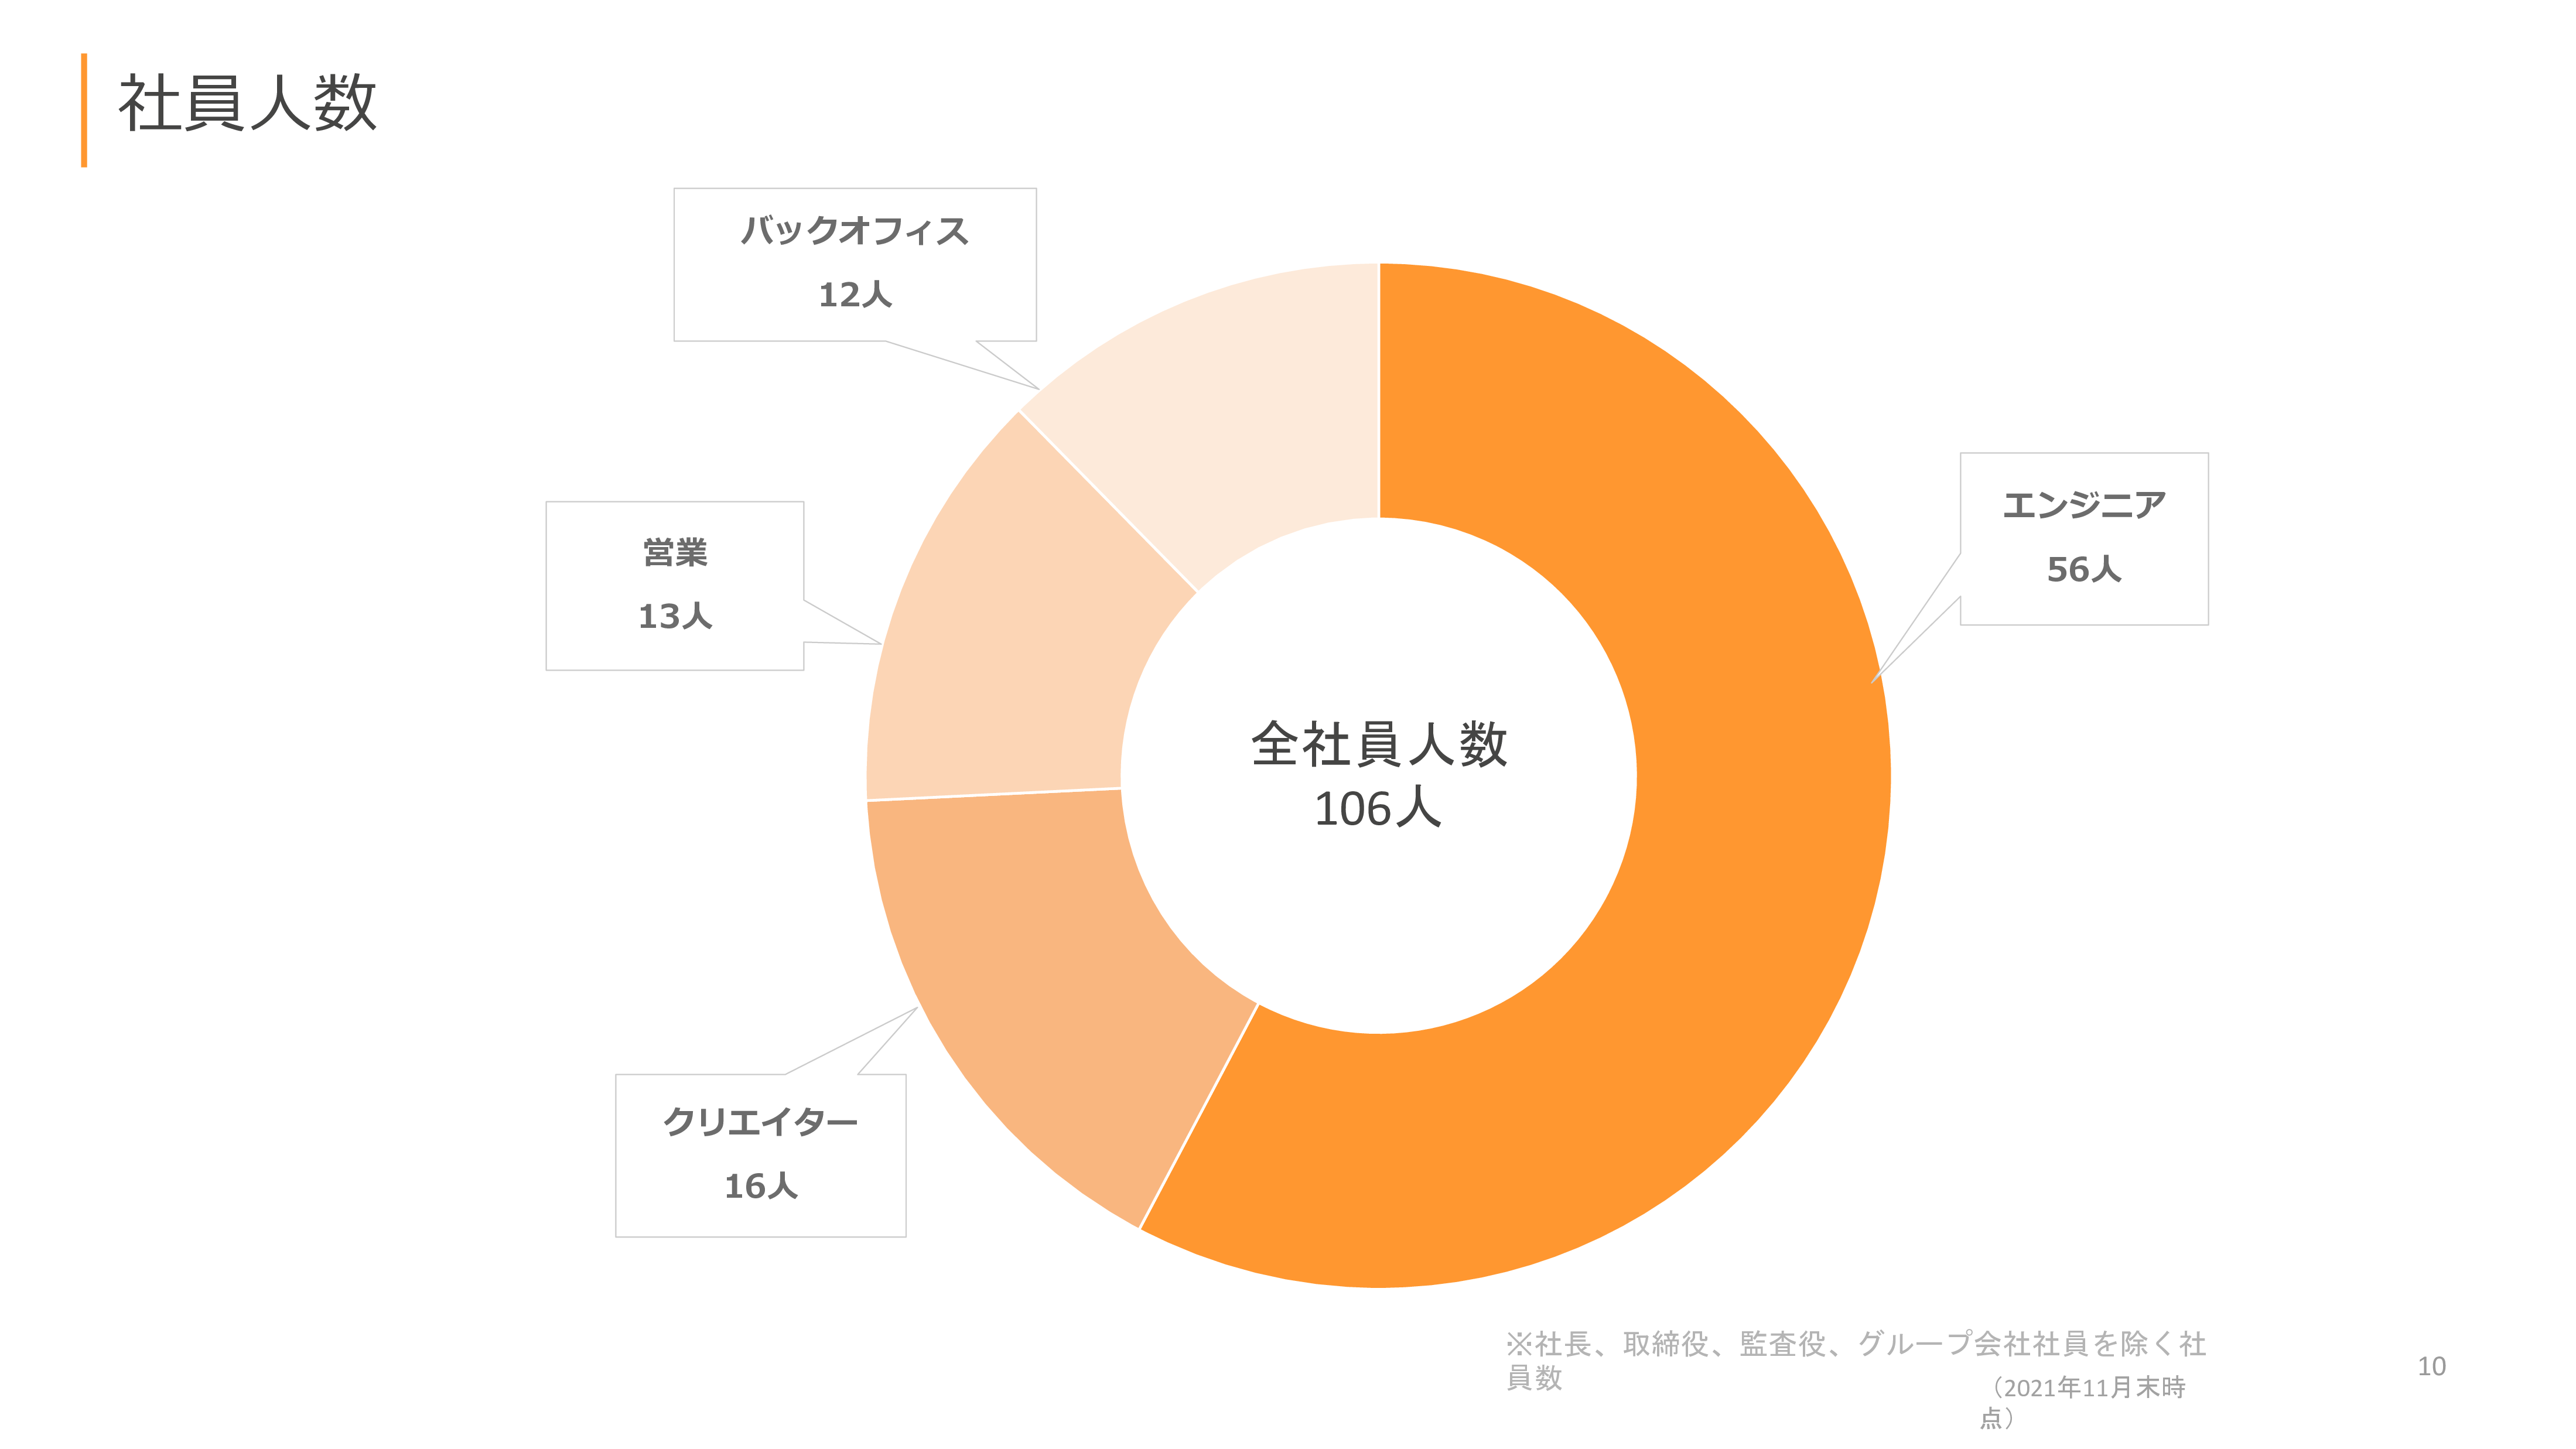 社員人数
バックオフィス
12人
エンジニア
56人
営業
13人
全社員人数
106人
クリエイター
16人
※社長、取締役、監査役、グループ会社社員を除く社
員数
（2021年11月末時
点）
10